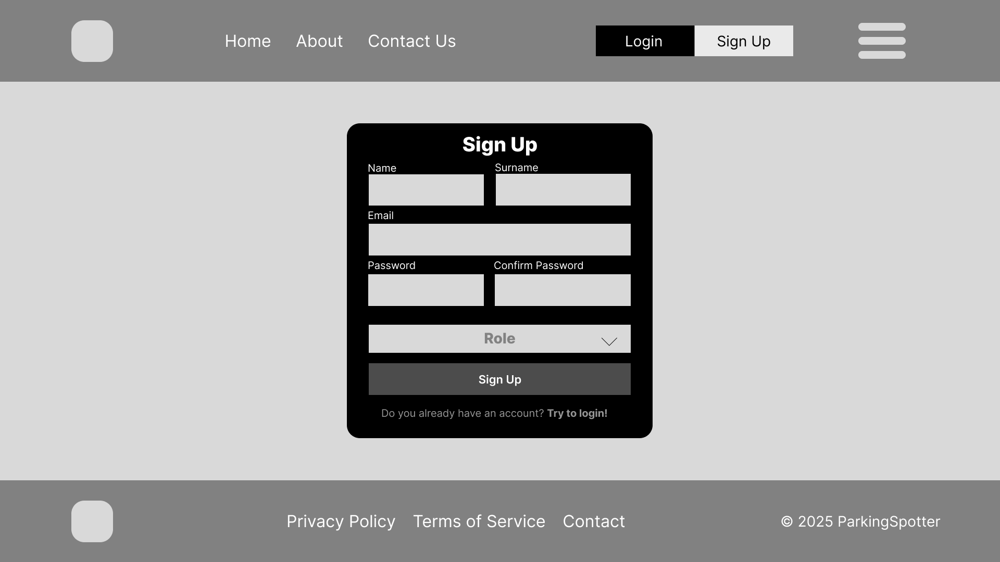 Home About Contact Us Login Sign Up
Sign Up
Name Surname
Email
Password Confirm Password
Role
Sign Up
Do you already have an account? Try to login!
Privacy Policy Terms of Service Contact © 2025 ParkingSpotter